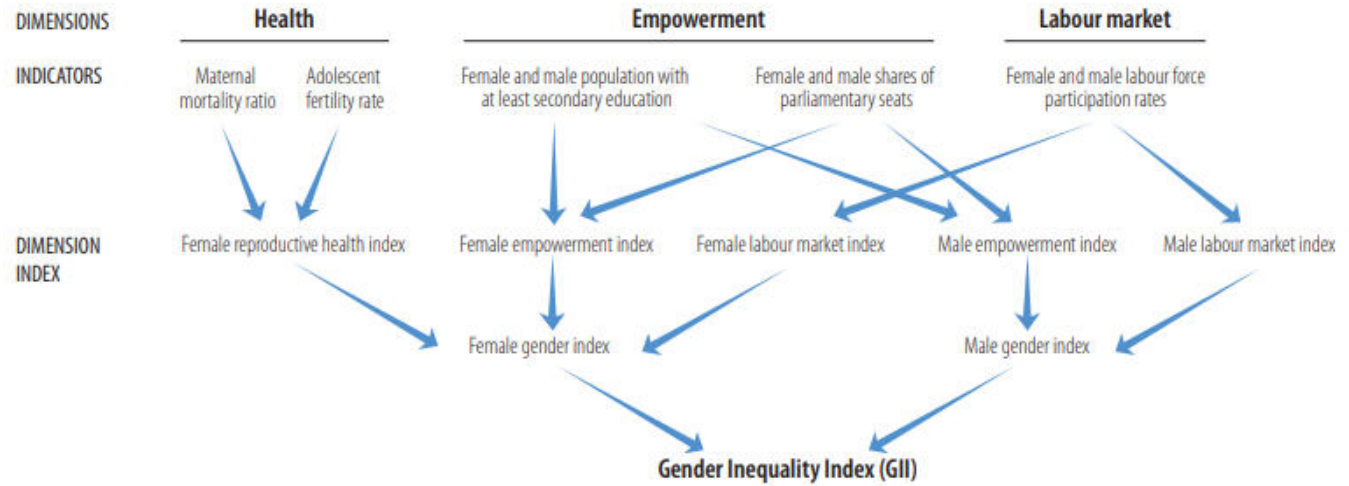 DIMENSIONS
Health
Empowerment
Labour market
INDICATORS
Maternal
mortality ratio
Adolescent
fertility rate
Female and male population with
at least secondary education
Female and male shares of
parliamentary seats
Female and male labour force
participation rates
DIMENSION
INDEX
Female reproductive health index
Female empowerment index
Female labour market index
Male empowerment index
Male labour market index
Female gender index
Male gender index
Gender Inequality Index (GII)